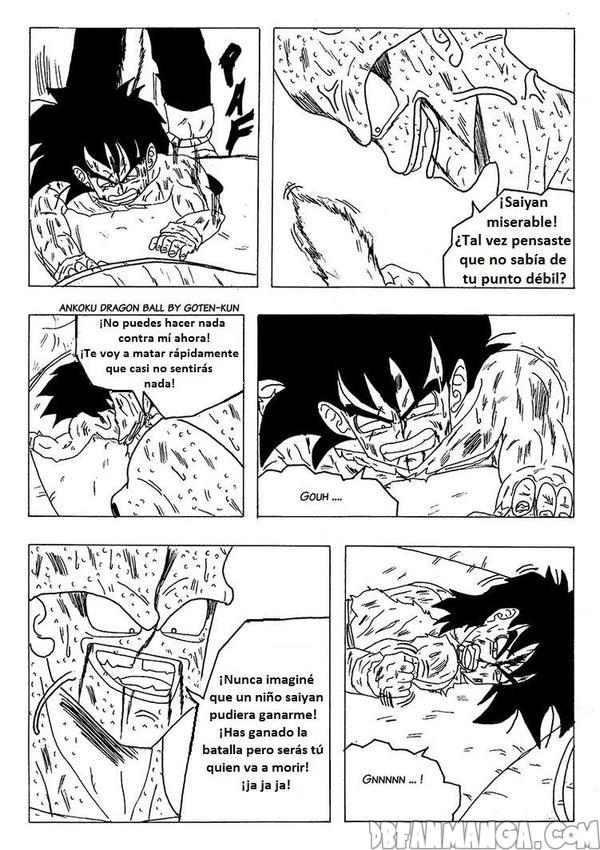 PAF
¡Saiyan
miserable!
¿Tal vez pensaste
que no sabía de
tu punto débil?
ANKOKU DRAGON BALL BY GOTEN-KUN
¡No puedes hacer nada
contra mí ahora!
¡Te voy a matar rápidamente
que casi no sentirás
nada!
GOUH ....
¡Nunca imaginé
que un niño saiyan
pudiera ganarme!
¡Has ganado la
batalla pero serás tú
quien va a morir!
¡ja ja ja!
GNNNNN ... !
DBFANMANGA.COM